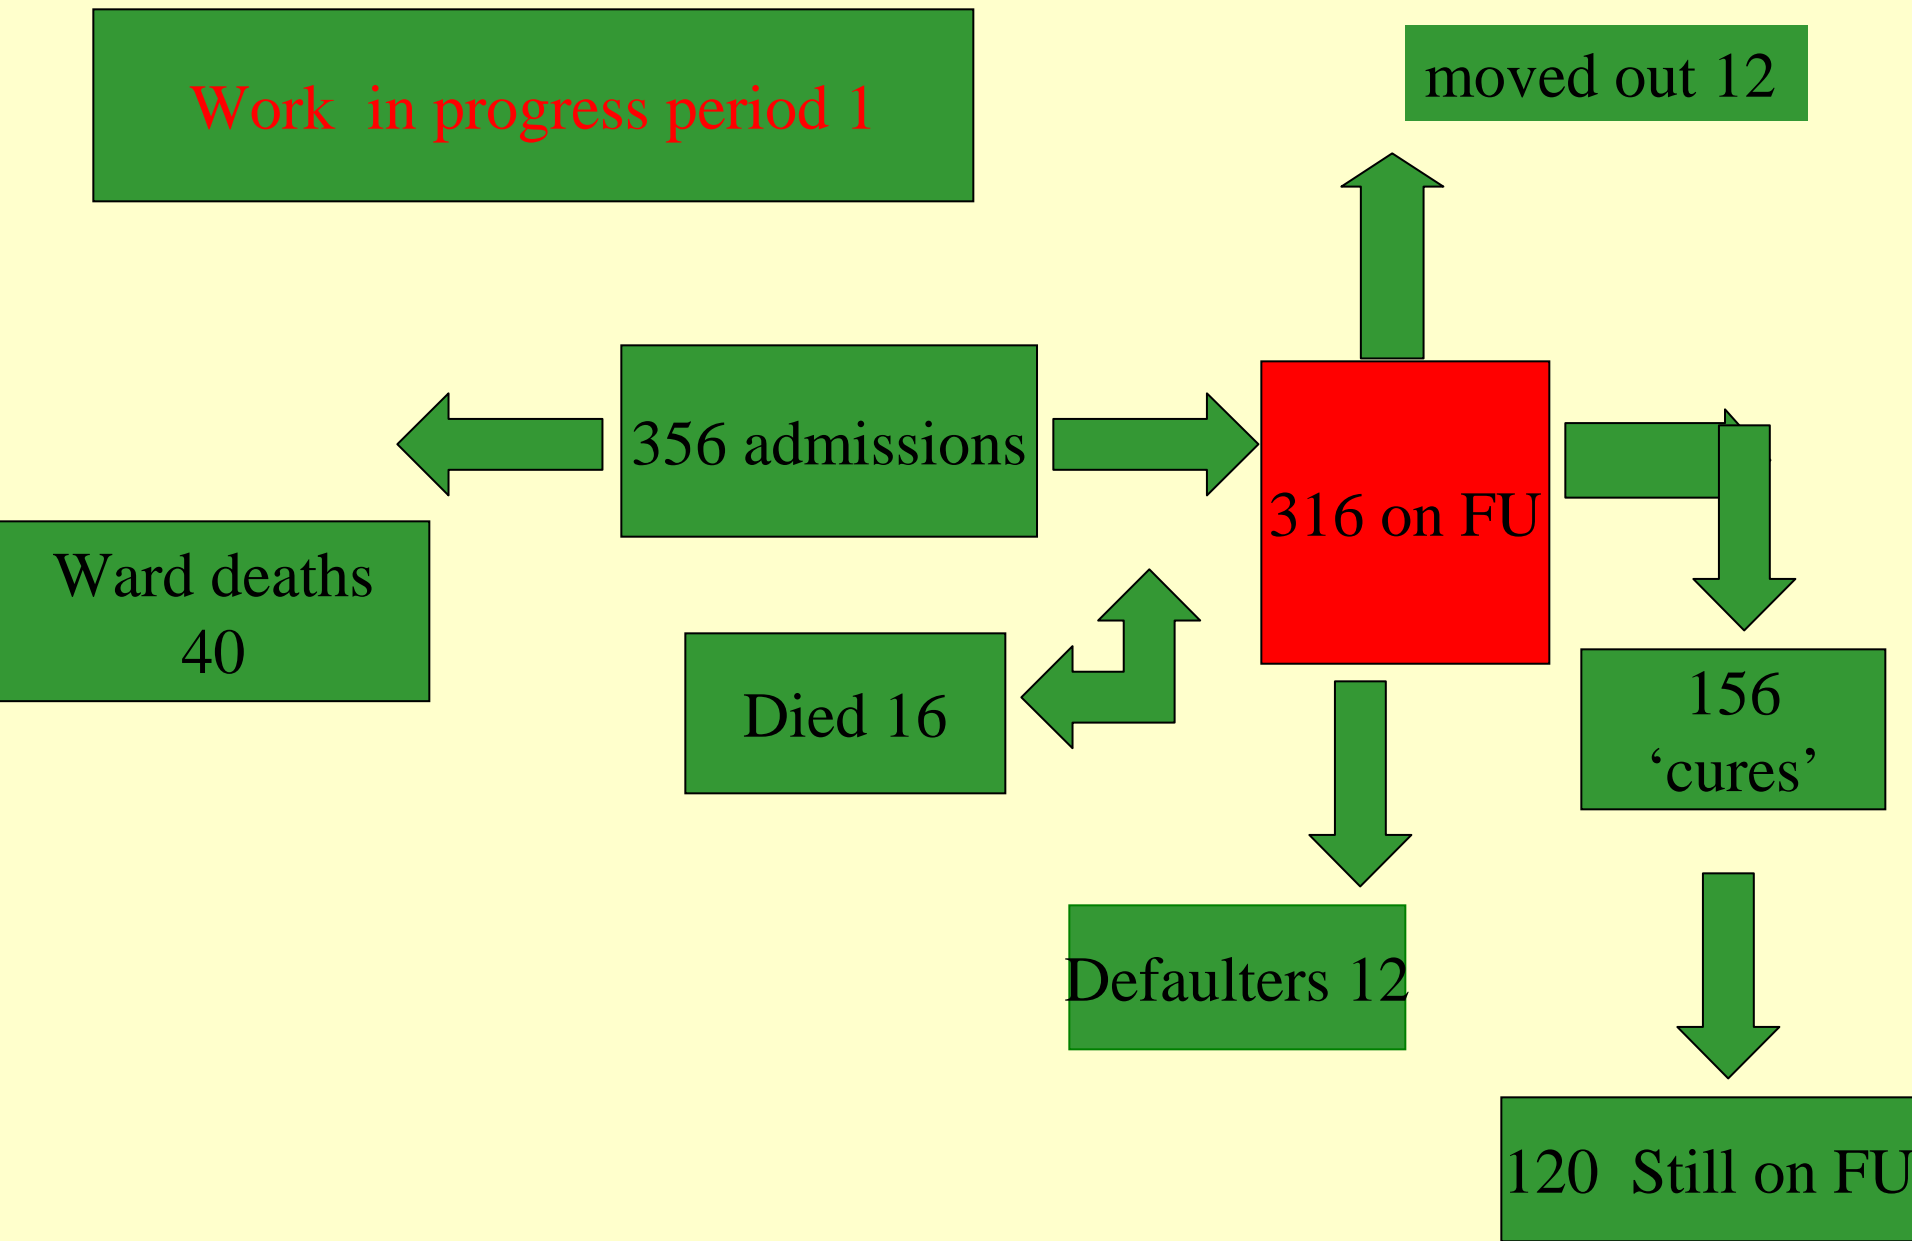 Work in progress period 1
moved out 12
356 admissions
316 on FU
Ward deaths
40
Died 16
156
‘cures’
Defaulters 12
120 Still on FU